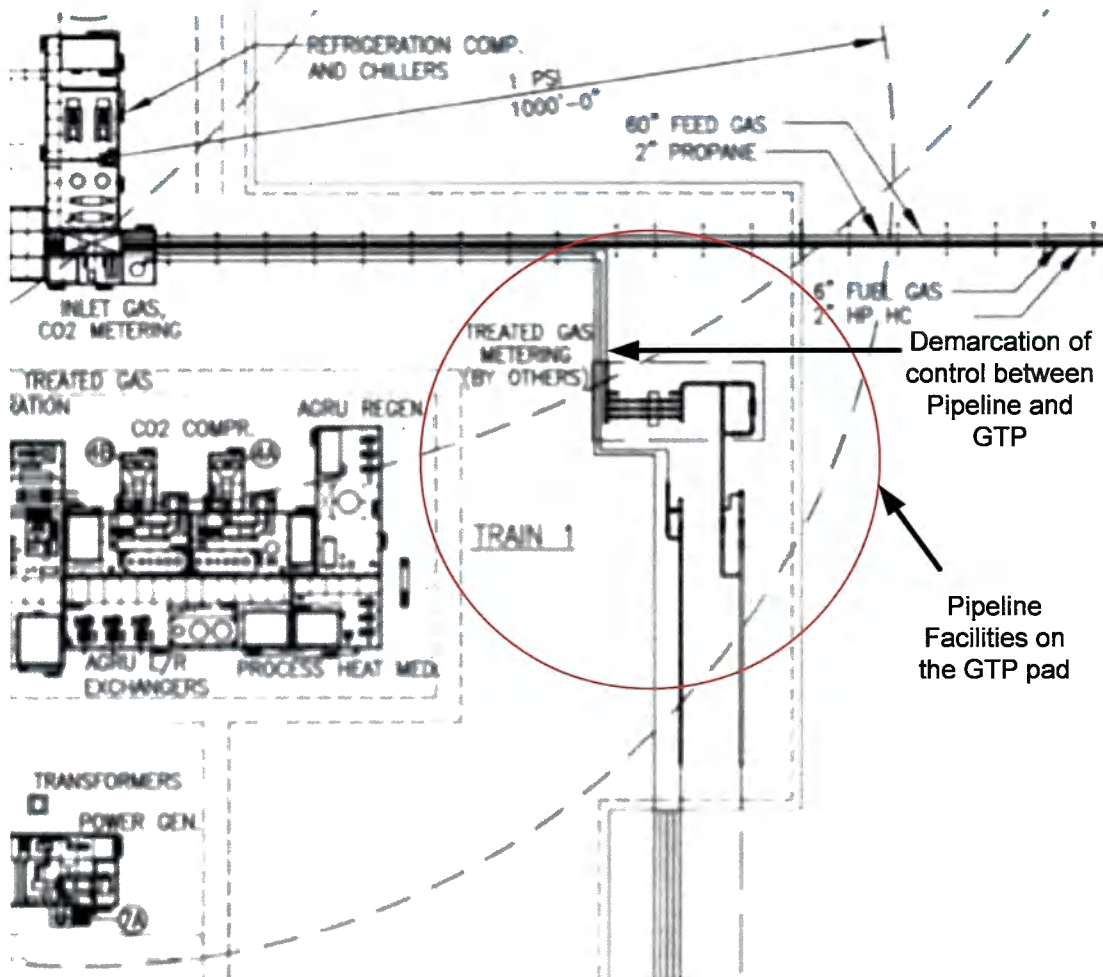 REFRIGERATION COMP.
AND CHILLERS
1 PSI
1000'-0"
60" FEED GAS
2" PROPANE
INLET GAS,
CO2 METERING
6" FUEL GAS
2" HP HC
TREATED GAS
METERING
(BY OTHERS)
Demarcation of
control between
Pipeline and
GTP
TREATED GAS
RATION
CO2 COMPR.
AGRU REGEN.
4B
4A
TRAIN 1
Pipeline
Facilities on
the GTP pad
AGRU L/R
EXCHANGERS
PROCESS HEAT MED.
TRANSFORMERS
POWER GEN.
7A